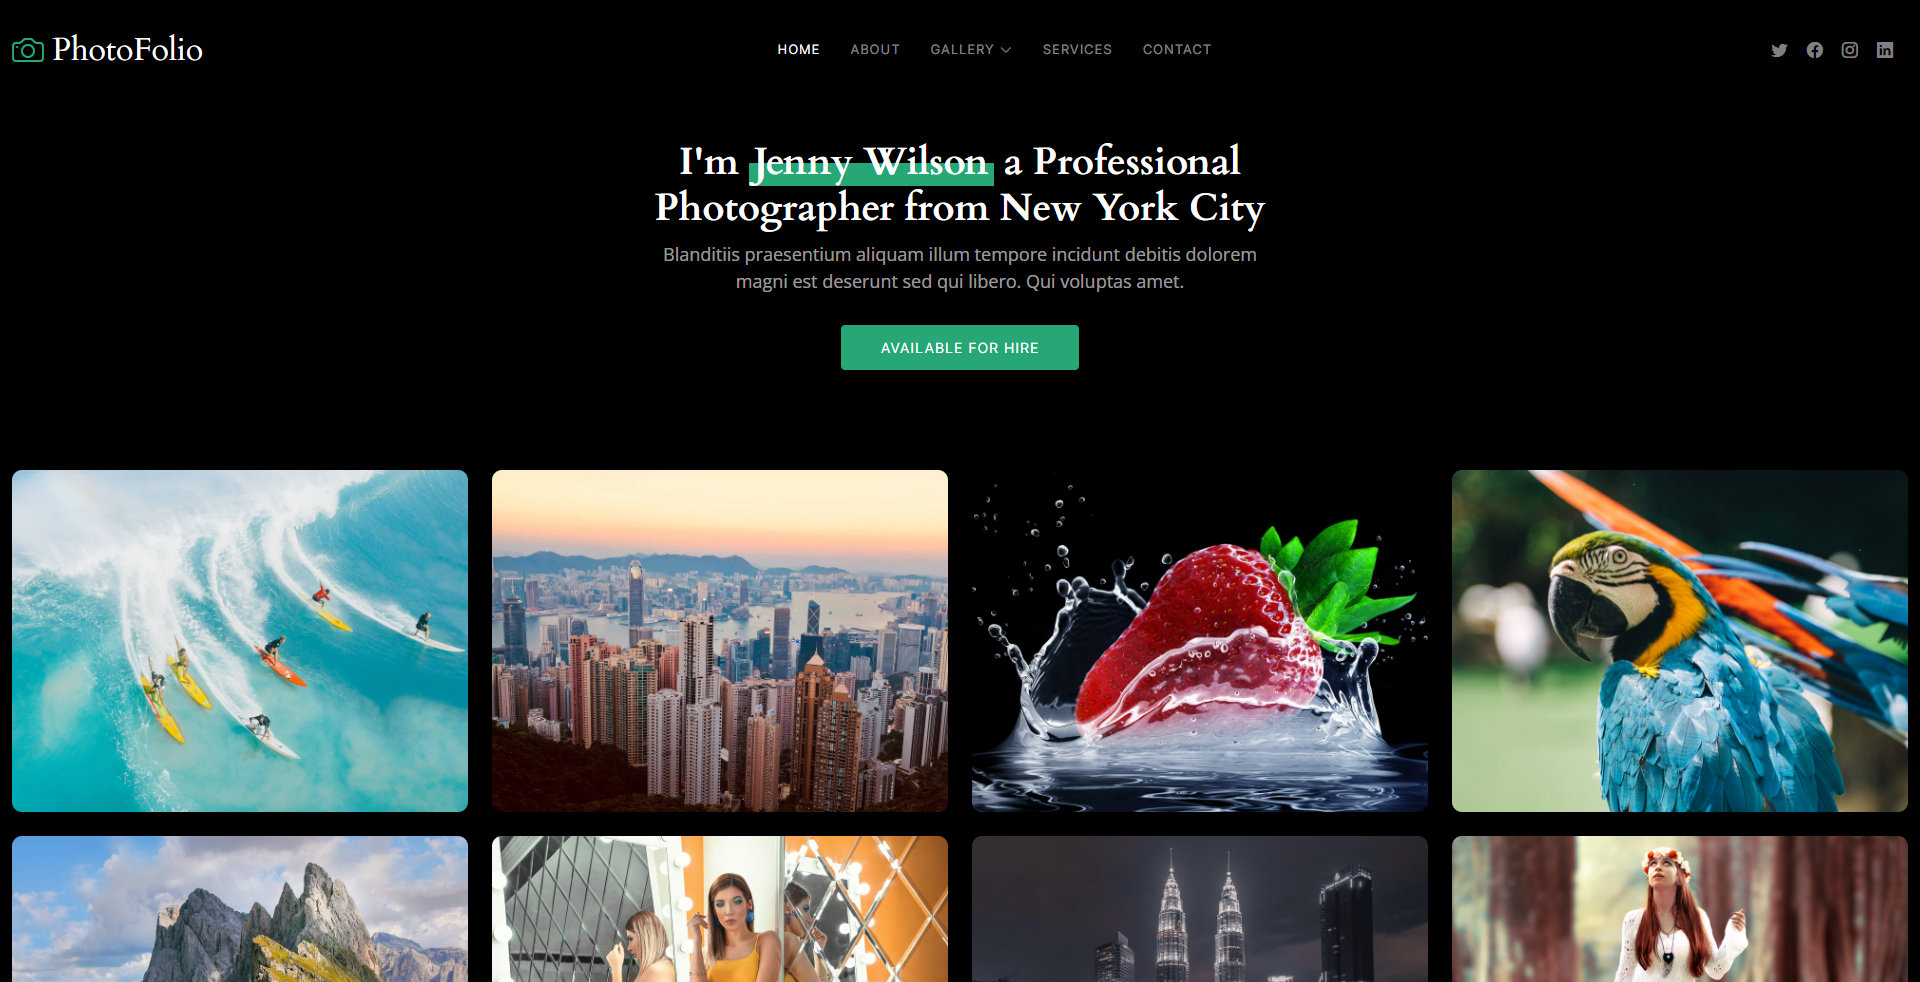 PhotoFolio
HOME ABOUT GALLERY SERVICES CONTACT
I'm Jenny Wilson a Professional
Photographer from New York City
Blanditiis praesentium aliquam illum tempore incidunt debitis dolorem
magni est deserunt sed qui libero. Qui voluptas amet.
AVAILABLE FOR HIRE